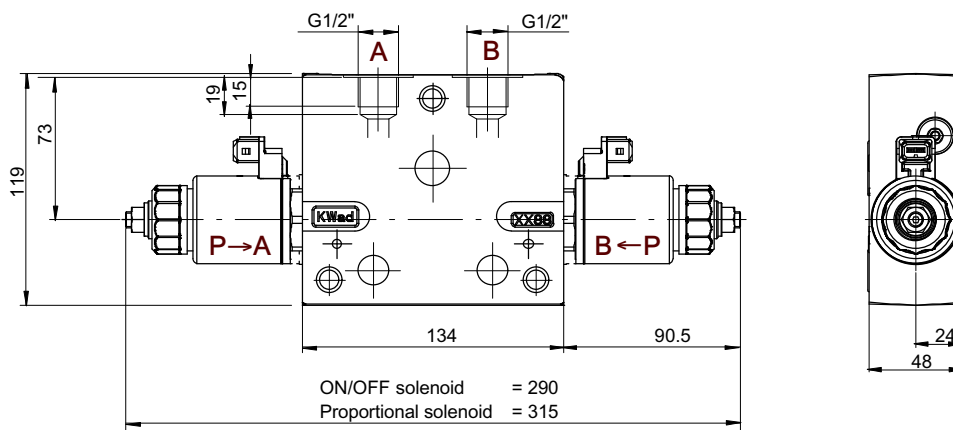 G1/2"
G1/2"
A
B
19
15
73
119
KWad
XX88
P→A
B←P
134
90.5
24
48
ON/OFF solenoid = 290
Proportional solenoid = 315